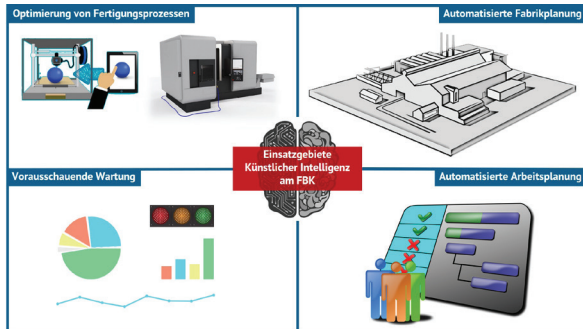 Optimierung von Fertigungsprozessen
Automatisierte Fabrikplanung
Einsatzgebiete
Künstlicher Intelligenz
am FBK
Vorausschauende Wartung
Automatisierte Arbeitsplanung